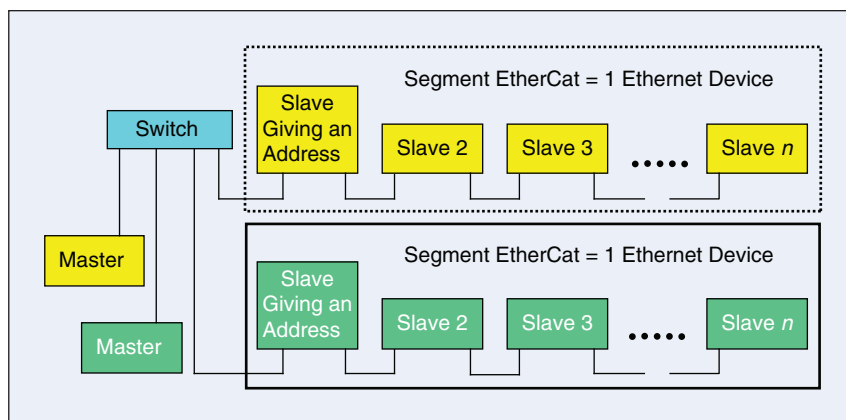 Segment EtherCat = 1 Ethernet Device
Slave
Giving an
Address
Switch
Slave 2
Slave 3
Slave n
Master
Segment EtherCat = 1 Ethernet Device
Slave
Giving an
Address
Slave 2
Slave 3
Slave n
Master